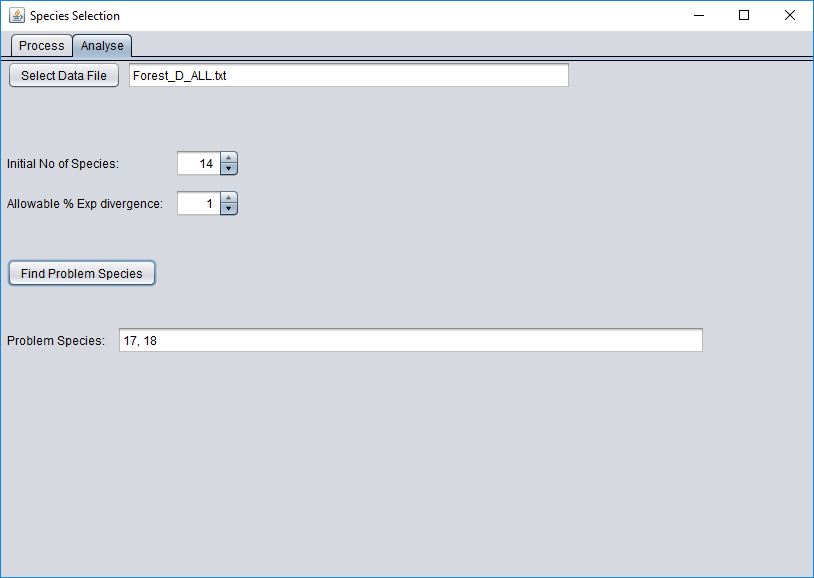 Species Selection
Process Analyse
Select Data File Forest_D_ALL.txt
Initial No of Species: 14
Allowable % Exp divergence: 1
Find Problem Species
Problem Species: 17, 18